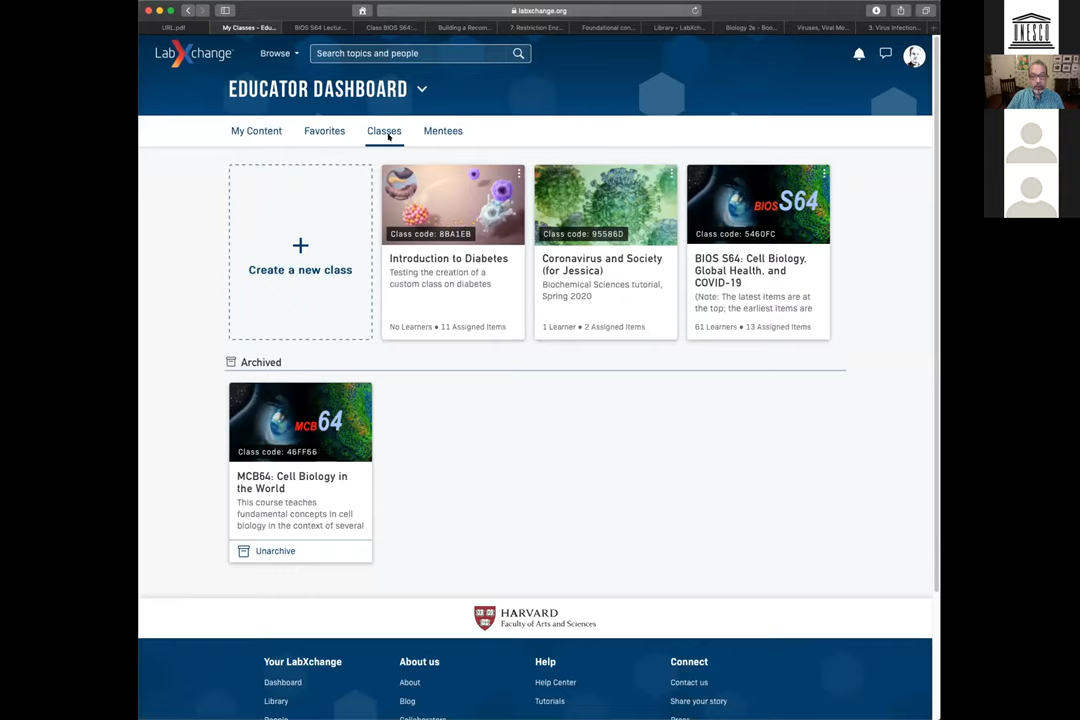 labxchange.org
URL.pdf
My Classes - Edu...
BIOS S64 Lectur...
Class BIOS S64:...
Building a Recom...
7. Restriction Enz...
Foundational con...
Library - LabXch...
Biology 2e - Boo...
Viruses, Viral Mo...
3. Virus Infection...
LabXchange
Browse
Search topics and people
EDUCATOR DASHBOARD
My Content
Favorites
Classes
Mentees
Create a new class
Class code: 8BA1EB
Introduction to Diabetes
Testing the creation of a
custom class on diabetes
No Learners • 11 Assigned Items
Class code: 95586D
Coronavirus and Society
(for Jessica)
Biochemical Sciences tutorial,
Spring 2020
1 Learner • 2 Assigned Items
BIOS S64
Class code: 5460FC
BIOS S64: Cell Biology,
Global Health, and
COVID-19
(Note: The latest items are at
the top; the earliest items are
61 Learners • 13 Assigned Items
Archived
MCB 64
Class code: 46FF66
MCB64: Cell Biology in
the World
This course teaches
fundamental concepts in cell
biology in the context of several
Unarchive
HARVARD
Faculty of Arts and Sciences
Your LabXchange
Dashboard
Library
People
About us
About
Blog
Collaborators
Help
Help Center
Tutorials
Connect
Contact us
Share your story
Press
UNESCO